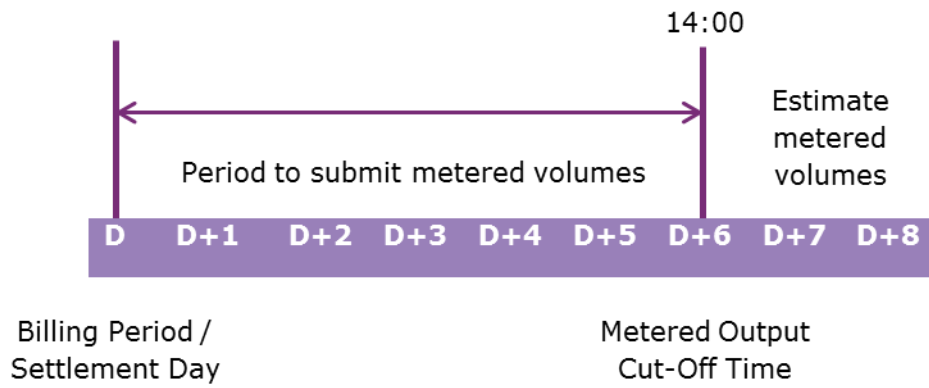 14:00
Estimate
metered
volumes
Period to submit metered volumes
D D+1 D+2 D+3 D+4 D+5 D+6 D+7 D+8
Billing Period /
Settlement Day
Metered Output
Cut-Off Time